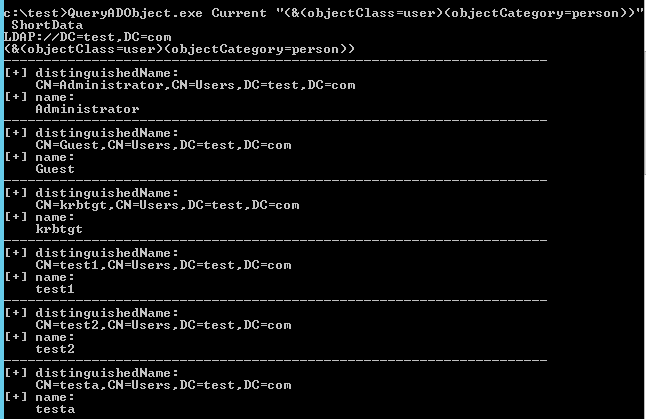 c:\test>QueryADObject.exe Current "(&(objectClass=user)(objectCategory=person))"
 ShortData
LDAP://DC=test,DC=com
(&(objectClass=user)(objectCategory=person))
--------------------------------------------------------------------
[+] distinguishedName:
    CN=Administrator,CN=Users,DC=test,DC=com
[+] name:
    Administrator
--------------------------------------------------------------------
[+] distinguishedName:
    CN=Guest,CN=Users,DC=test,DC=com
[+] name:
    Guest
--------------------------------------------------------------------
[+] distinguishedName:
    CN=krbtgt,CN=Users,DC=test,DC=com
[+] name:
    krbtgt
--------------------------------------------------------------------
[+] distinguishedName:
    CN=test1,CN=Users,DC=test,DC=com
[+] name:
    test1
--------------------------------------------------------------------
[+] distinguishedName:
    CN=test2,CN=Users,DC=test,DC=com
[+] name:
    test2
--------------------------------------------------------------------
[+] distinguishedName:
    CN=testa,CN=Users,DC=test,DC=com
[+] name:
    testa